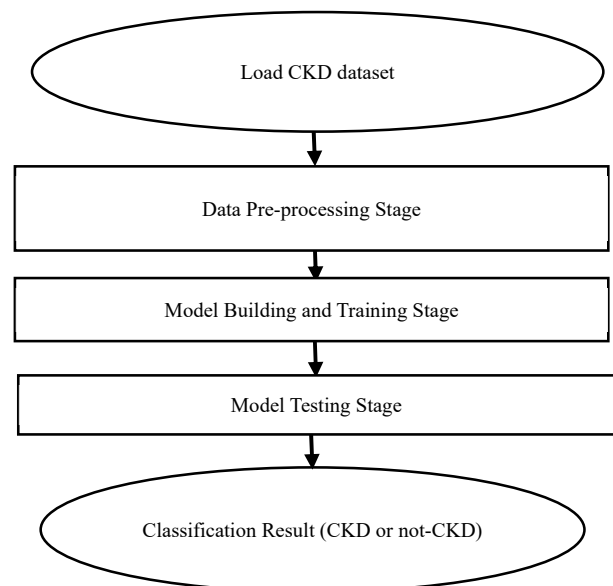 Load CKD dataset
Data Pre-processing Stage
Model Building and Training Stage
Model Testing Stage
Classification Result (CKD or not-CKD)